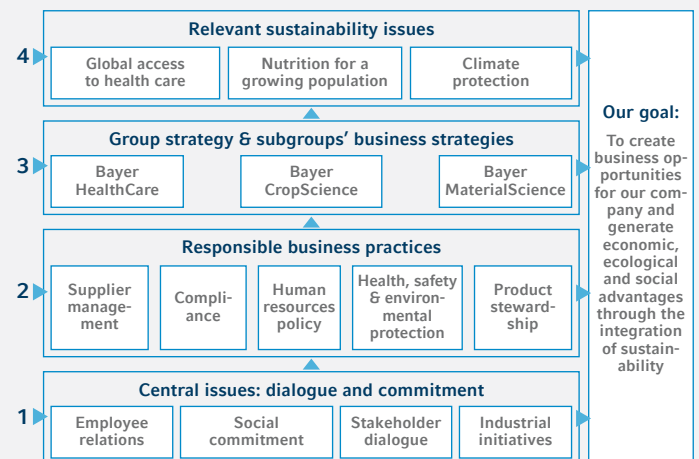 4
Relevant sustainability issues
Global access
to health care
Nutrition for a
growing population
Climate
protection
3
Group strategy & subgroups’ business strategies
Bayer
HealthCare
Bayer
CropScience
Bayer
MaterialScience
2
Responsible business practices
Supplier
manage-
ment
Compli-
ance
Human
resources
policy
Health, safety
& environ-
mental
protection
Product
steward-
ship
1
Central issues: dialogue and commitment
Employee
relations
Social
commitment
Stakeholder
dialogue
Industrial
initiatives
Our goal:
To create
business op-
portunities
for our com-
pany and
generate
economic,
ecological
and social
advantages
through the
integration
of sustain-
ability